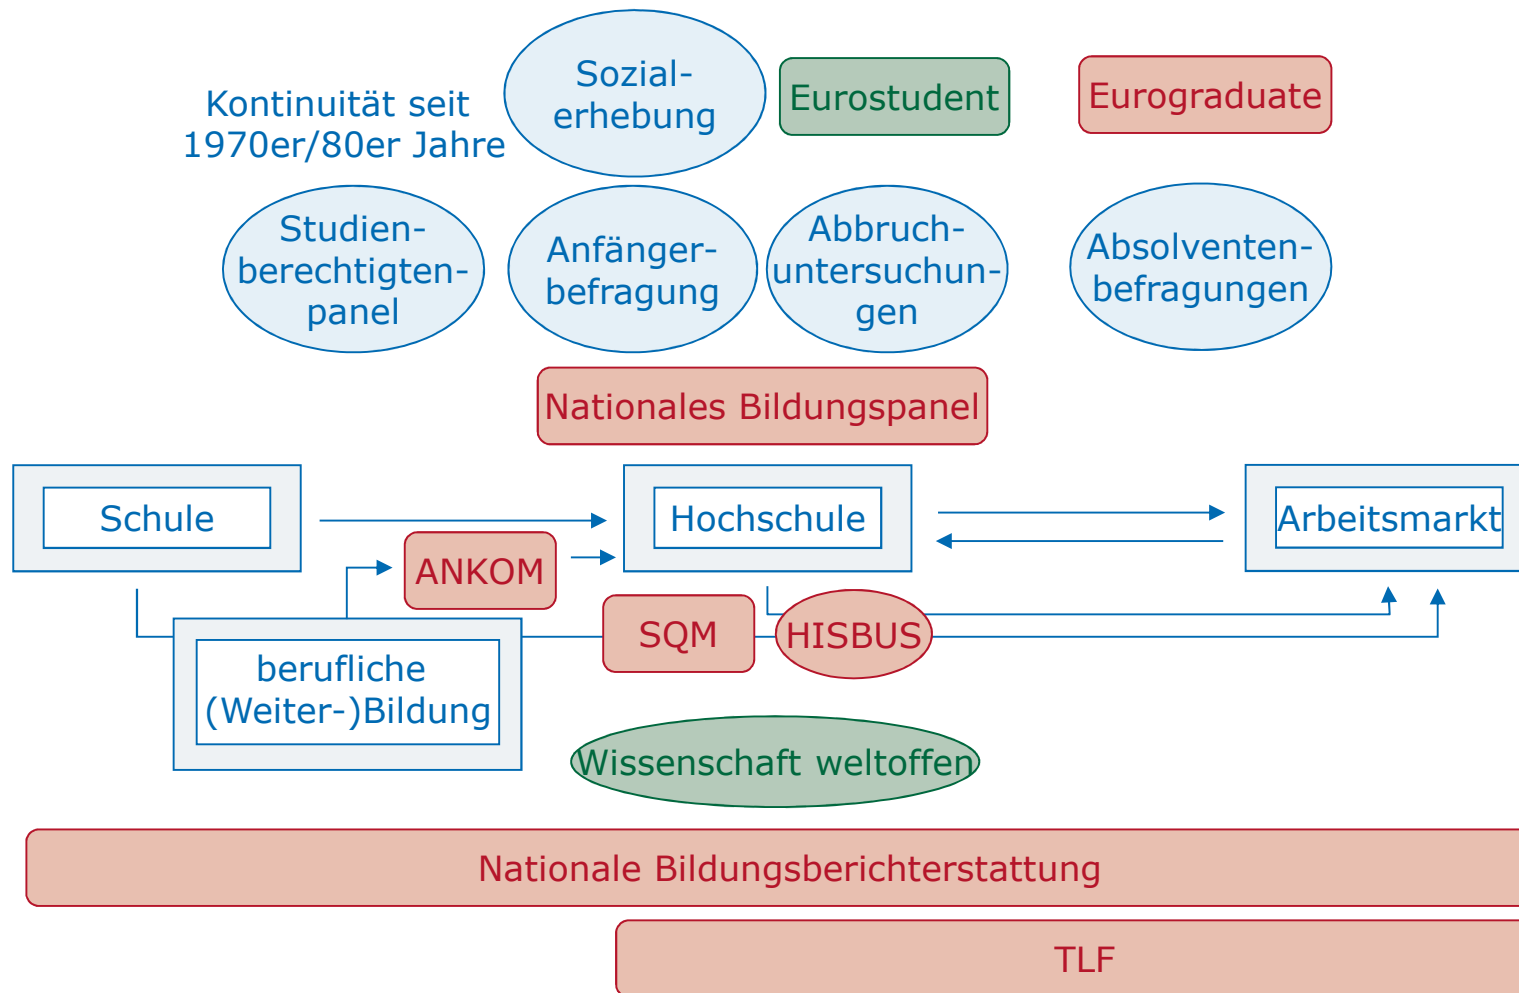 Sozial-
erhebung
Eurostudent
Eurograduate
Kontinuität seit
1970er/80er Jahre
Studien-
berechtigten-
panel
Anfänger-
befragung
Abbruch-
untersuchun-
gen
Absolventen-
befragungen
Nationales Bildungspanel
Schule
Hochschule
Arbeitsmarkt
ANKOM
SQM
HISBUS
berufliche
(Weiter-)Bildung
Wissenschaft weltoffen
Nationale Bildungsberichterstattung
TLF